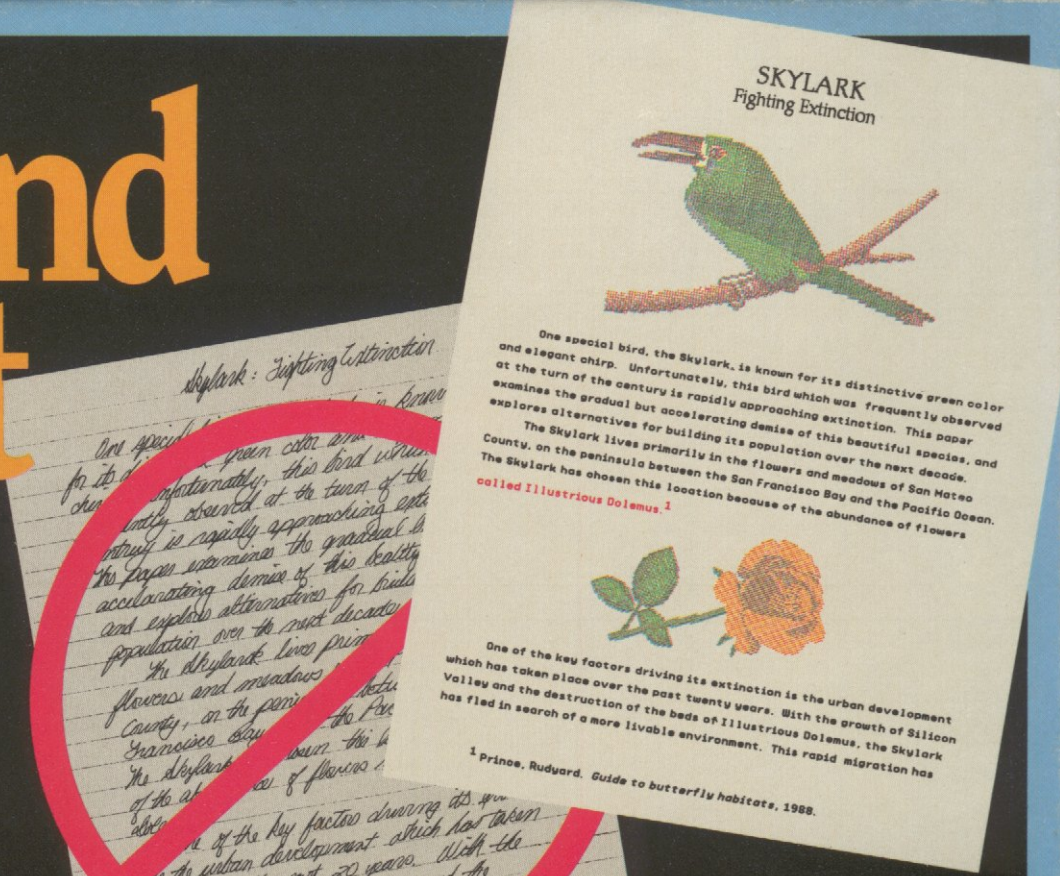 nd
t
SKYLARK
Fighting Extinction
One special bird, the Skylark, is known for its distinctive green color
and elegant chirp. Unfortunately, this bird which was frequently observed
at the turn of the century is rapidly approaching extinction. This paper
examines the gradual but accelerating demise of this beautiful species, and
explores alternatives for building its population over the next decade.
The Skylark lives primarily in the flowers and meadows of San Mateo
County, on the peninsula between the San Francisco Bay and the Pacific Ocean.
The Skylark has chosen this location because of the abundance of flowers
called Illustrious Dolemus.1
One of the key factors driving its extinction is the urban development
which has taken place over the past twenty years. With the growth of Silicon
Valley and the destruction of the beds of Illustrious Dolemus, the Skylark
has fled in search of a more livable environment. This rapid migration has
1 Prince, Rudyard. Guide to butterfly habitats, 1988.
Skylark: Fighting Extinction
One green color
for its this bird which
observed at the turn of the
is rapidly approaching
This paper examines the gradual
accelarating demise of this
and explore alternatives for
population over the next decade
The Skylark lives
flowers and meadows
County, on the
Francisco Bay the
The Skylark this
of the of flowers
of the key factors driving its
urban development which has taken
20 years. With the
the